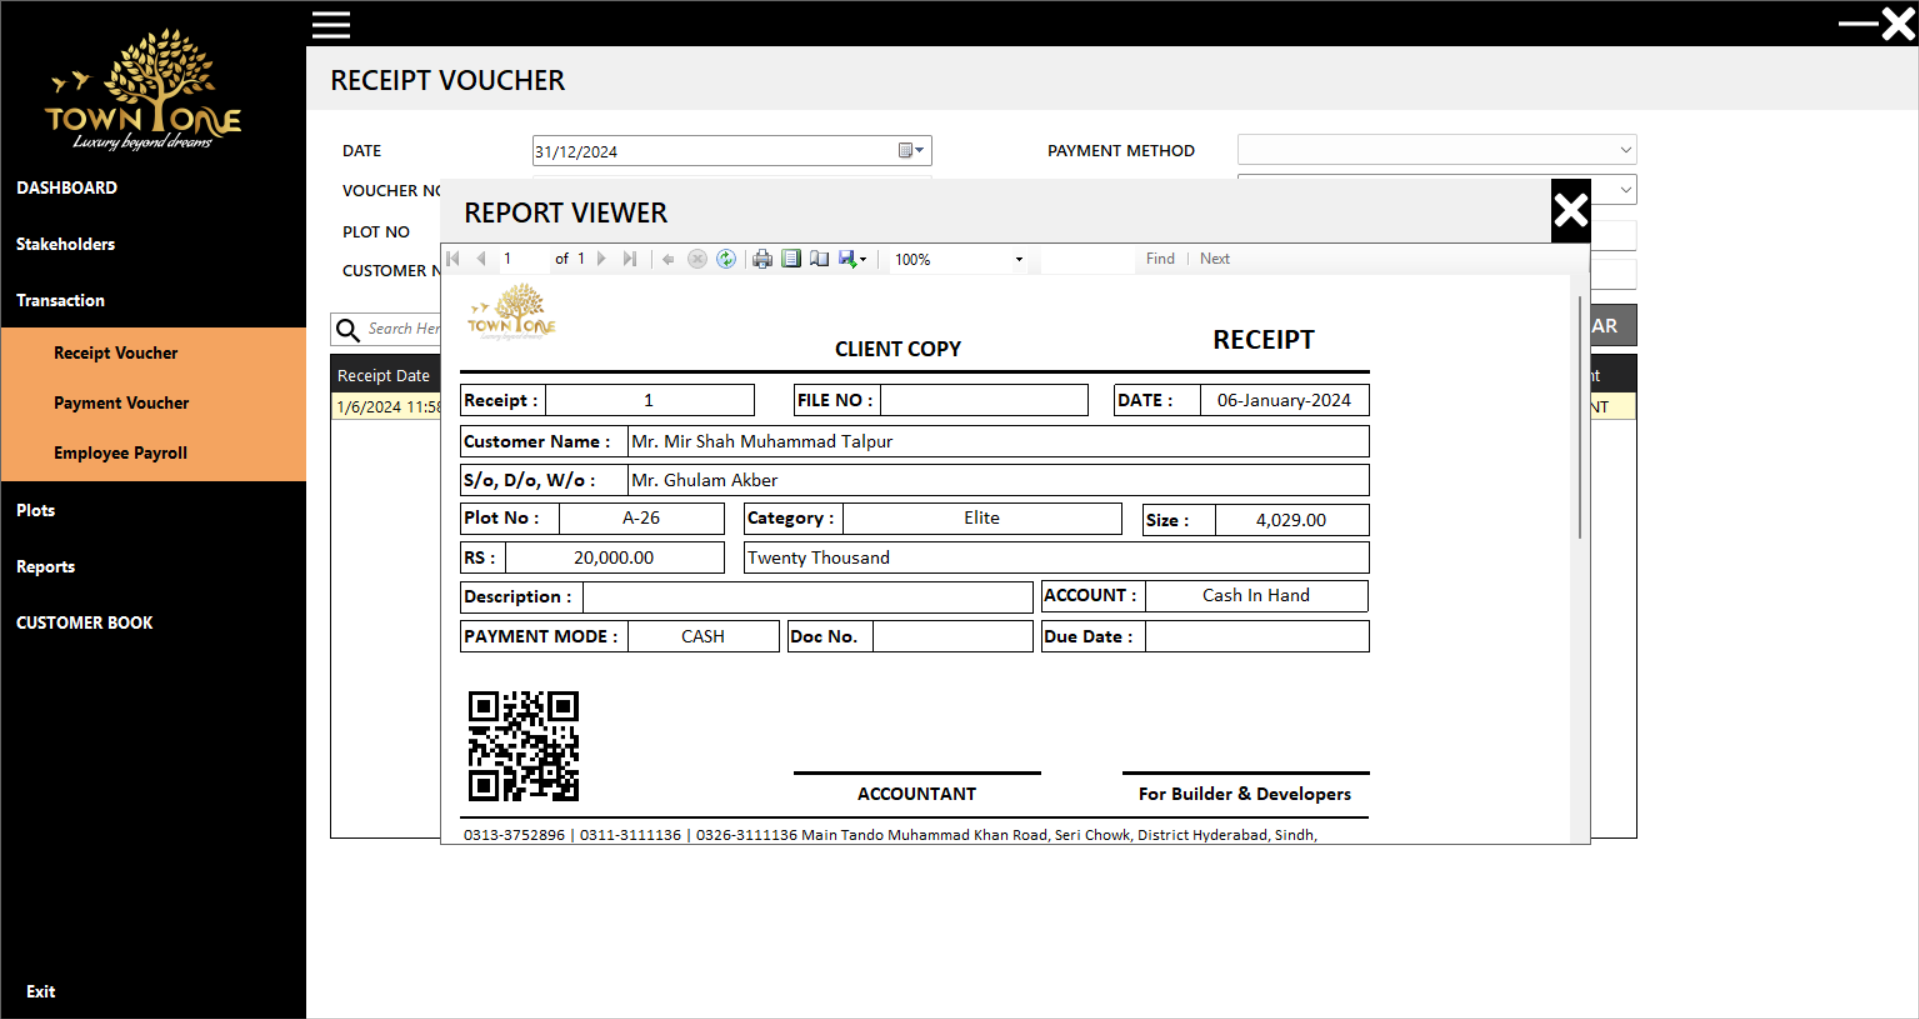 TOWN ONE
Luxury beyond dreams
DASHBOARD
Stakeholders
Transaction
Receipt Voucher
Payment Voucher
Employee Payroll
Plots
Reports
CUSTOMER BOOK
Exit
RECEIPT VOUCHER
DATE 31/12/2024 PAYMENT METHOD
VOUCHER NO
PLOT NO
CUSTOMER N
Search Her
AR
Receipt Date
1/6/2024 11:58
NT
REPORT VIEWER
1 of 1 100% Find | Next
TOWN ONE
Luxury beyond dreams
CLIENT COPY RECEIPT
Receipt : 1 FILE NO : DATE : 06-January-2024
Customer Name : Mr. Mir Shah Muhammad Talpur
S/o, D/o, W/o : Mr. Ghulam Akber
Plot No : A-26 Category : Elite Size : 4,029.00
RS : 20,000.00 Twenty Thousand
Description : ACCOUNT : Cash In Hand
PAYMENT MODE : CASH Doc No. Due Date :
ACCOUNTANT For Builder & Developers
0313-3752896 | 0311-3111136 | 0326-3111136 Main Tando Muhammad Khan Road, Seri Chowk, District Hyderabad, Sindh,